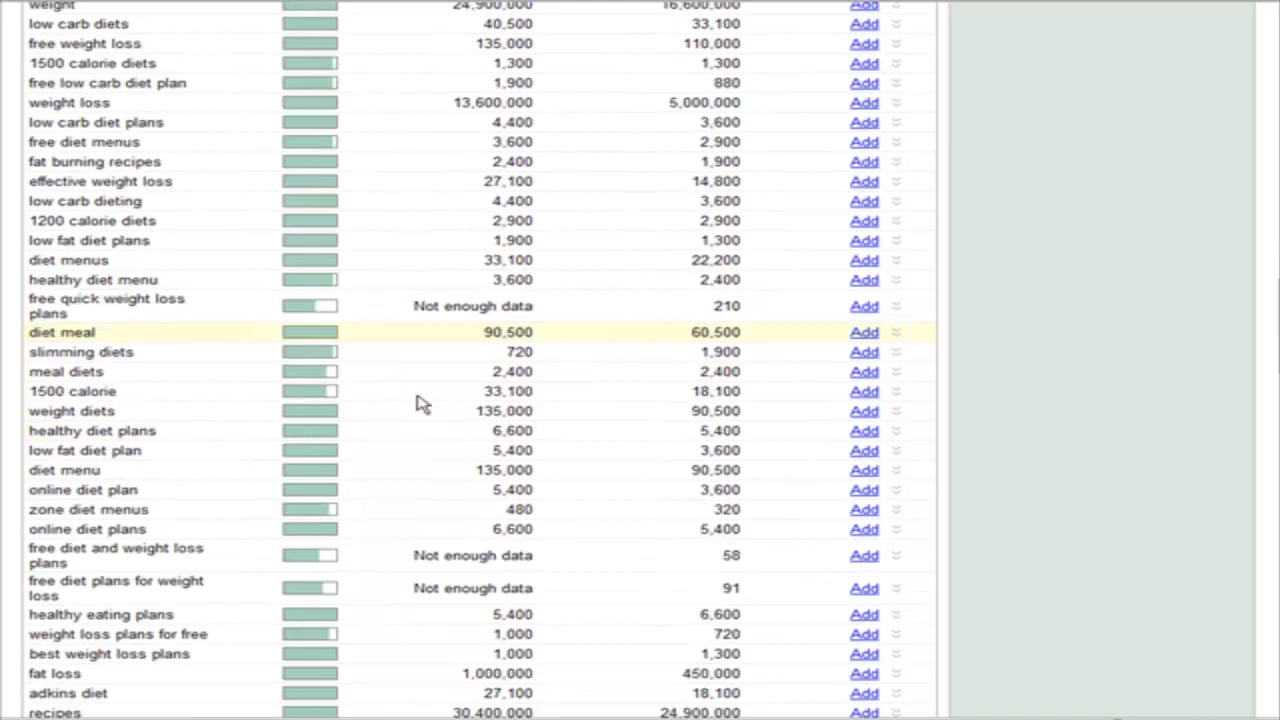 weight 24,900,000 16,600,000 Add
low carb diets 40,500 33,100 Add
free weight loss 135,000 110,000 Add
1500 calorie diets 1,300 1,300 Add
free low carb diet plan 1,900 880 Add
weight loss 13,600,000 5,000,000 Add
low carb diet plans 4,400 3,600 Add
free diet menus 3,600 2,900 Add
fat burning recipes 2,400 1,900 Add
effective weight loss 27,100 14,800 Add
low carb dieting 4,400 3,600 Add
1200 calorie diets 2,900 2,900 Add
low fat diet plans 1,900 1,300 Add
diet menus 33,100 22,200 Add
healthy diet menu 3,600 2,400 Add
free quick weight loss
plans Not enough data 210 Add
diet meal 90,500 60,500 Add
slimming diets 720 1,900 Add
meal diets 2,400 2,400 Add
1500 calorie 33,100 18,100 Add
weight diets 135,000 90,500 Add
healthy diet plans 6,600 5,400 Add
low fat diet plan 5,400 3,600 Add
diet menu 135,000 90,500 Add
online diet plan 5,400 3,600 Add
zone diet menus 480 320 Add
online diet plans 6,600 5,400 Add
free diet and weight loss
plans Not enough data 58 Add
free diet plans for weight
loss Not enough data 91 Add
healthy eating plans 5,400 6,600 Add
weight loss plans for free 1,000 720 Add
best weight loss plans 1,000 1,300 Add
fat loss 1,000,000 450,000 Add
adkins diet 27,100 18,100 Add
recipes 30,400,000 24,900,000 Add